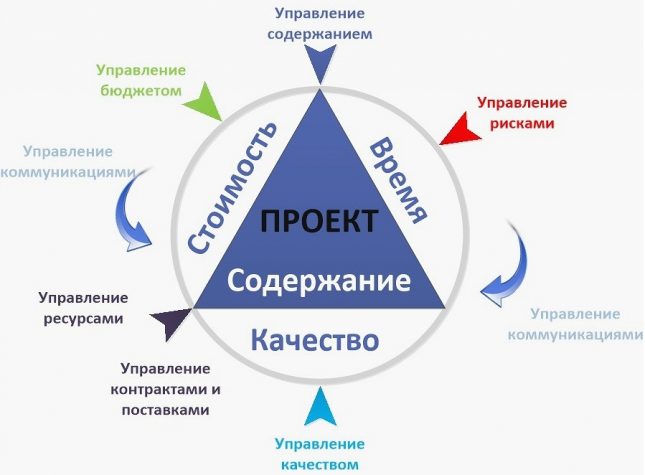 Управление
содержанием
Управление
бюджетом
Управление
рисками
Управление
коммуникациями
Стоимость
Время
ПРОЕКТ
Содержание
Качество
Управление
ресурсами
Управление
коммуникациями
Управление
контрактами и
поставками
Управление
качеством